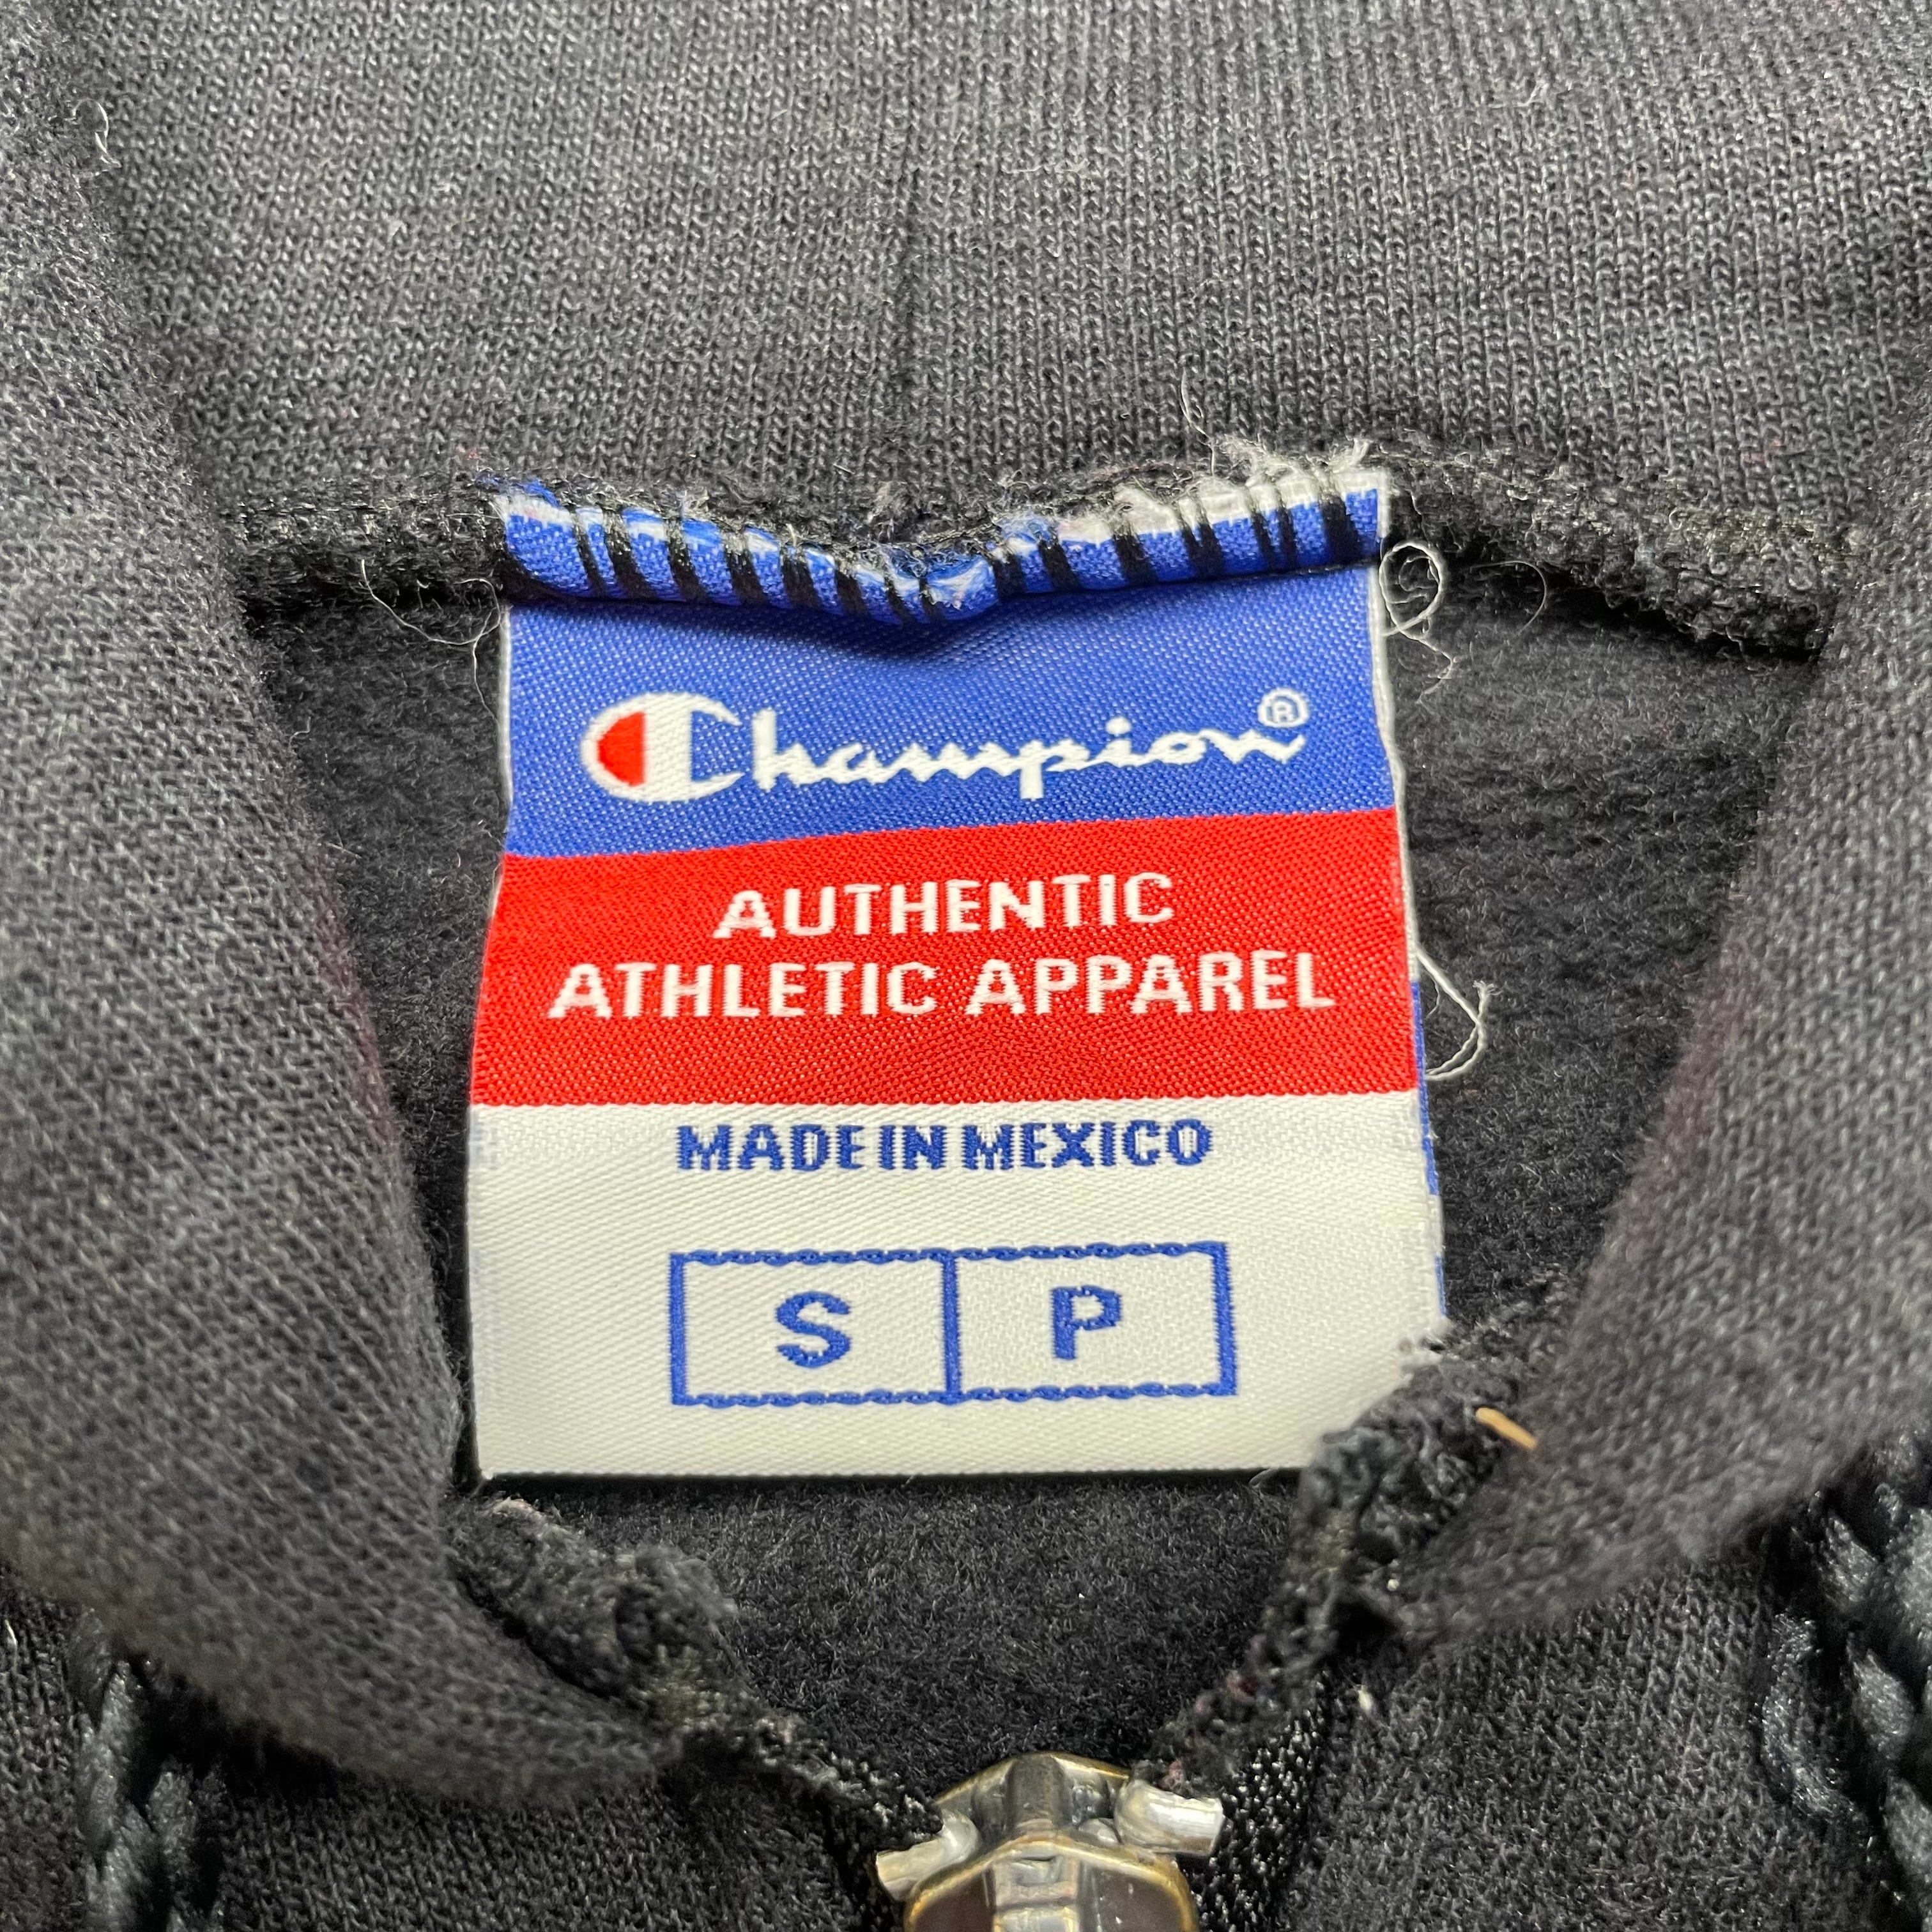 Champion®
AUTHENTIC
ATHLETIC APPAREL
MADE IN MEXICO
S P